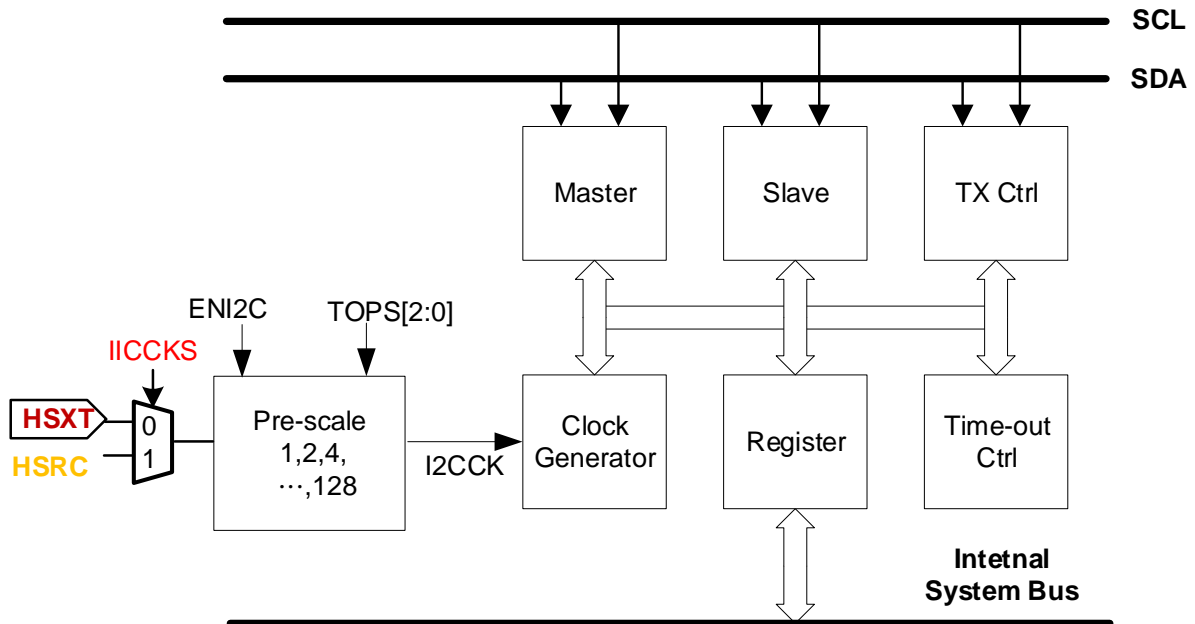 SCL
SDA
Master
Slave
TX Ctrl
ENI2C
TOPS[2:0]
IICCKS
HSXT
HSRC
0
1
Pre-scale
1,2,4,
…,128
I2CCK
Clock
Generator
Register
Time-out
Ctrl
Intetnal
System Bus